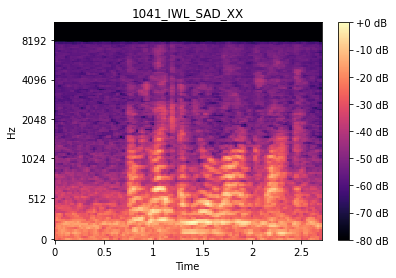 1041_IWL_SAD_XX
Hz
8192
4096
2048
1024
512
0
0
0.5
1
1.5
2
2.5
Time
+0 dB
-10 dB
-20 dB
-30 dB
-40 dB
-50 dB
-60 dB
-70 dB
-80 dB